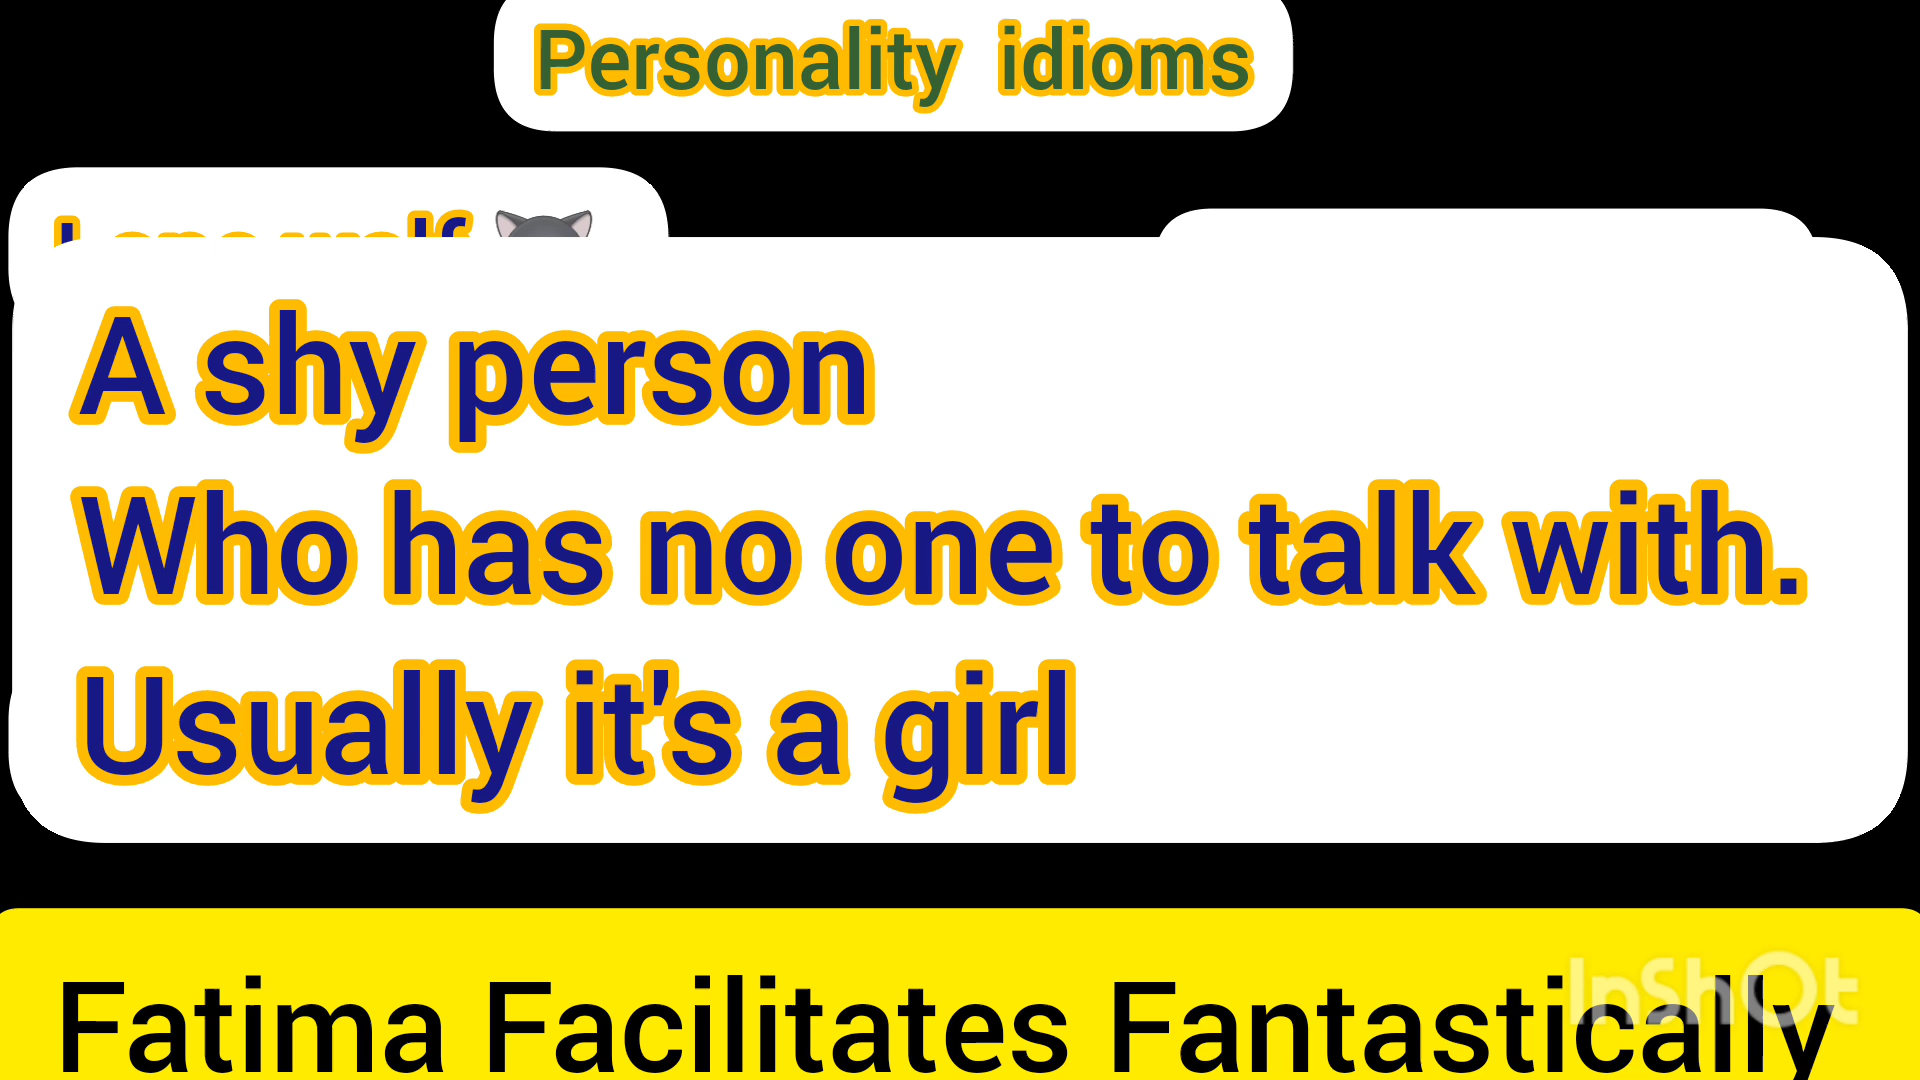 Personality idioms
A shy person
Who has no one to talk with.
Usually it's a girl
Fatima Facilitates Fantastically
InShOt